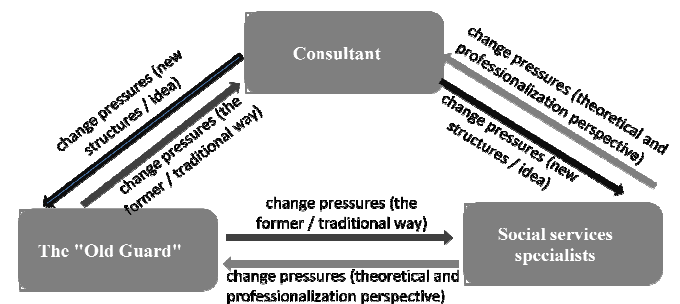 Consultant
change pressures (new
structures / idea)
change pressures (the
former / traditional way)
change pressures (theoretical and
professionalization perspective)
change pressures (new
structures / idea)
The "Old Guard"
change pressures (the
former / traditional way)
Social services
specialists
change pressures (theoretical and
professionalization perspective)